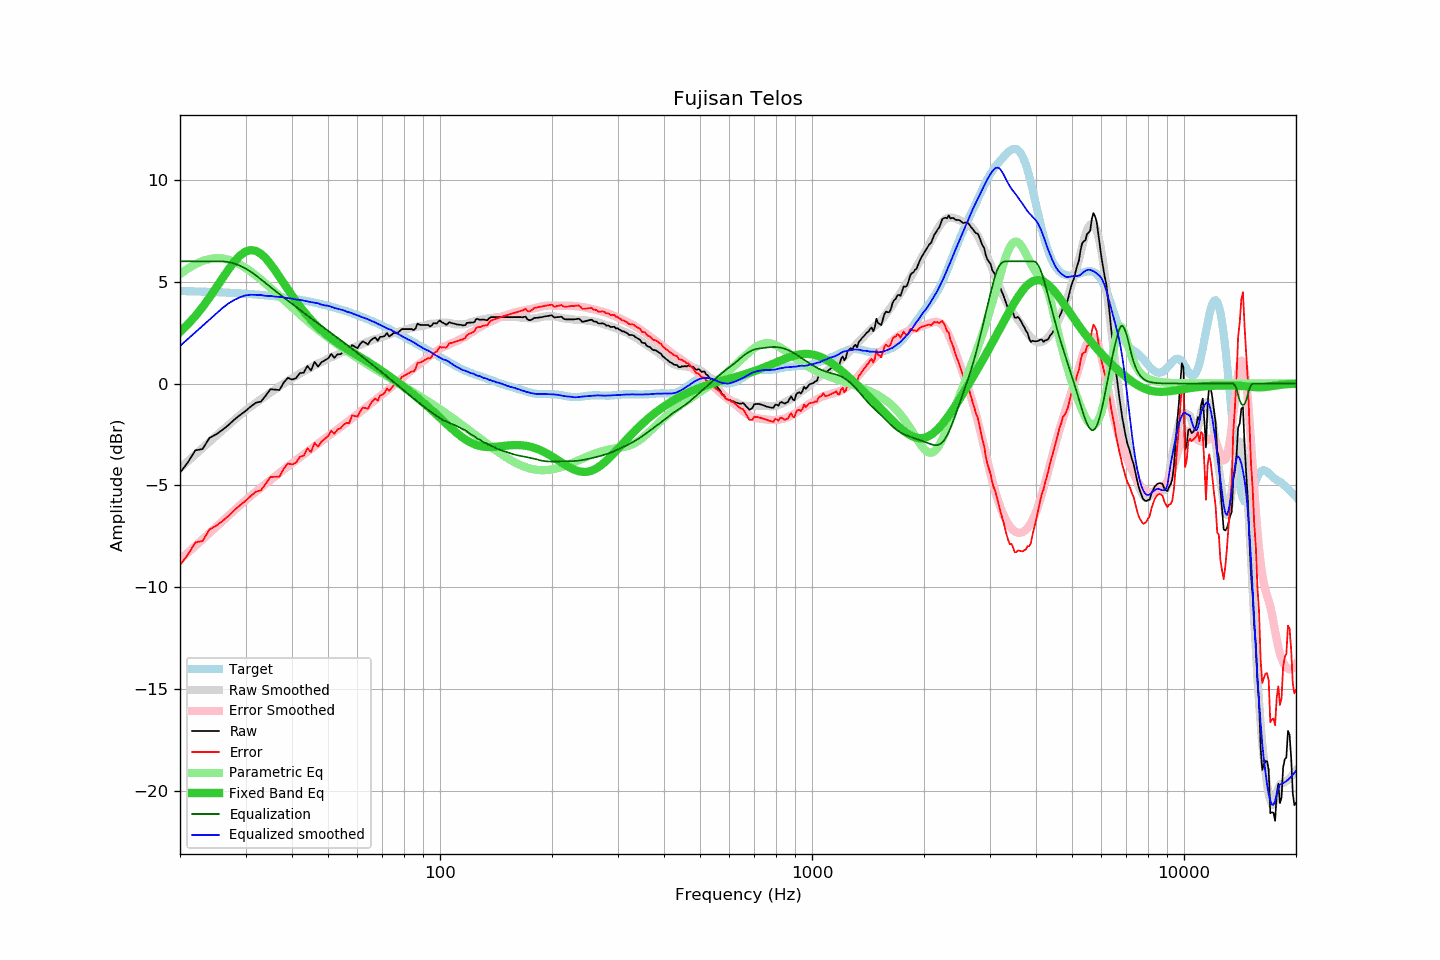 Fujisan Telos
Amplitude (dBr)
10
5
0
−5
−10
−15
−20
Target
Raw Smoothed
Error Smoothed
Raw
Error
Parametric Eq
Fixed Band Eq
Equalization
Equalized smoothed
100
1000
10000
Frequency (Hz)